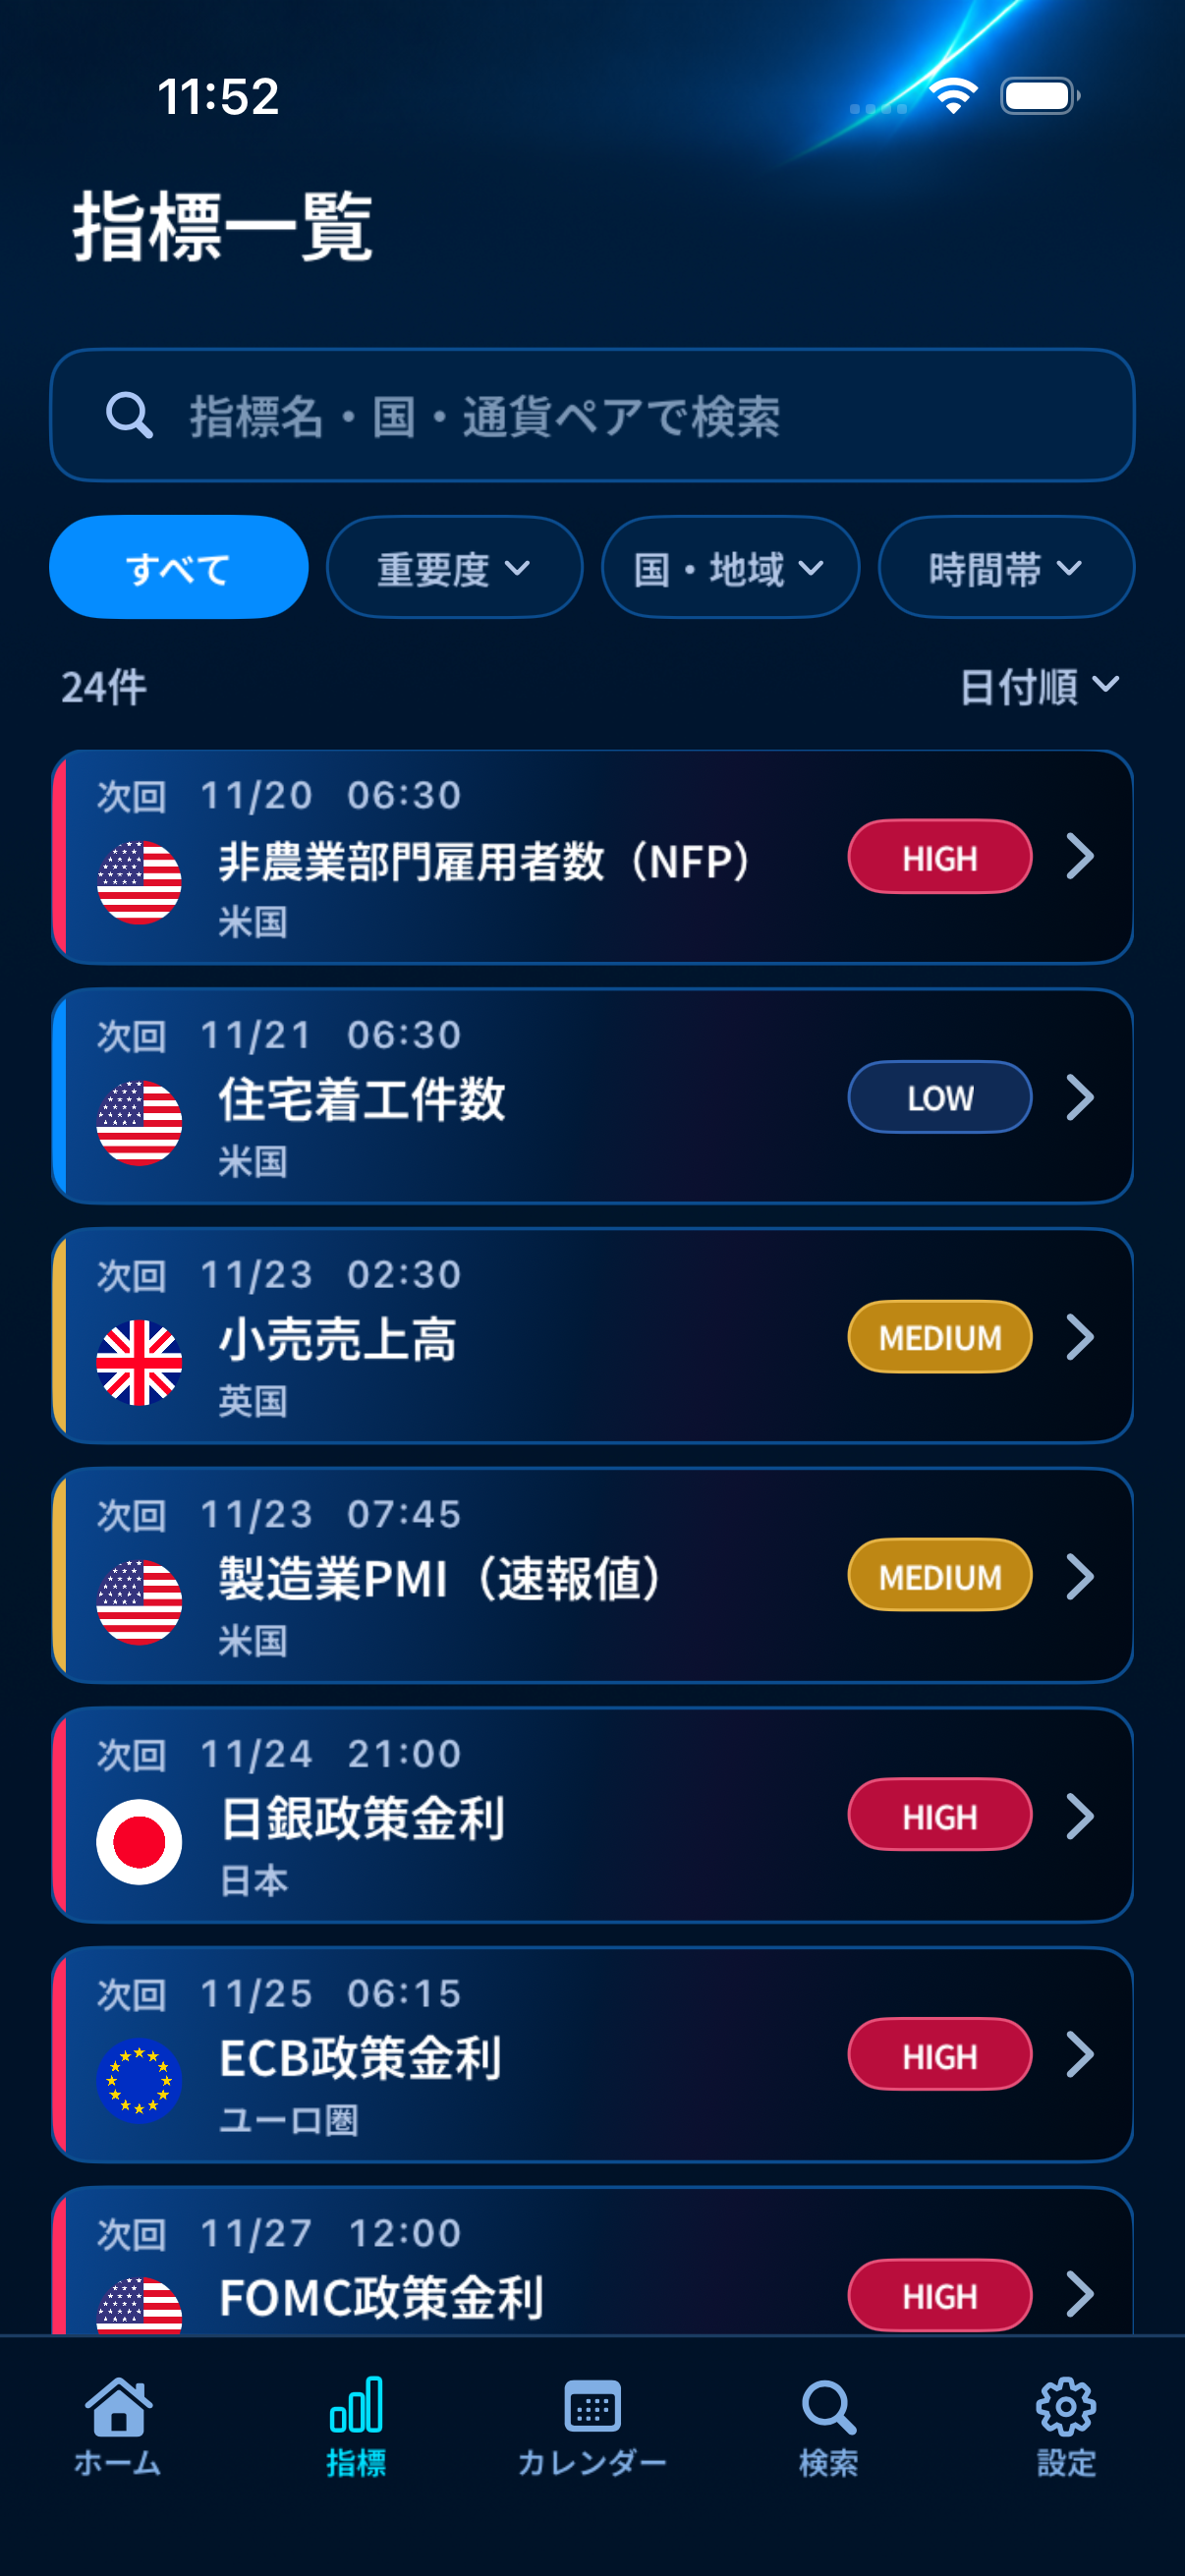 11:52
指標一覧
指標名・国・通貨ペアで検索
すべて 重要度 国・地域 時間帯
24件 日付順
次回 11/20 06:30
非農業部門雇用者数（NFP）
HIGH
米国
次回 11/21 06:30
住宅着工件数
LOW
米国
次回 11/23 02:30
小売売上高
MEDIUM
英国
次回 11/23 07:45
製造業PMI（速報値）
MEDIUM
米国
次回 11/24 21:00
日銀政策金利
HIGH
日本
次回 11/25 06:15
ECB政策金利
HIGH
ユーロ圏
次回 11/27 12:00
FOMC政策金利
HIGH
ホーム 指標 カレンダー 検索 設定